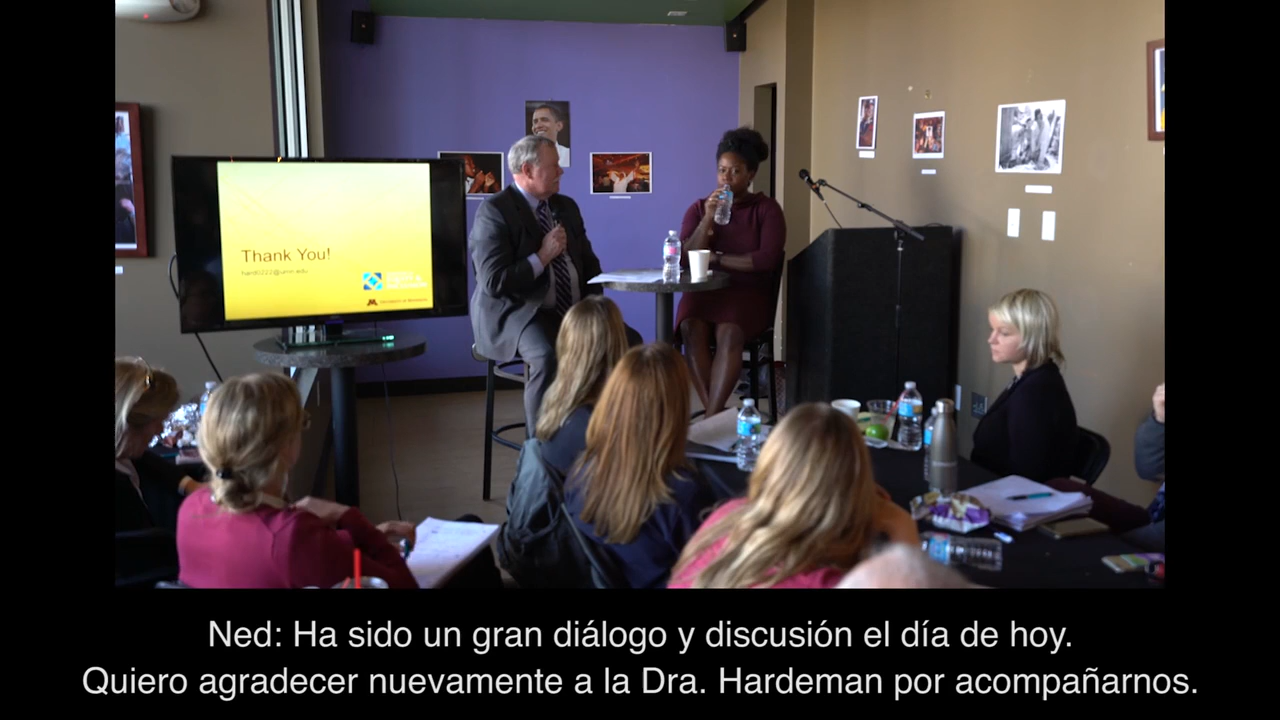 Thank You!
Ned: Ha sido un gran diálogo y discusión el día de hoy.
Quiero agradecer nuevamente a la Dra. Hardeman por acompañarnos.